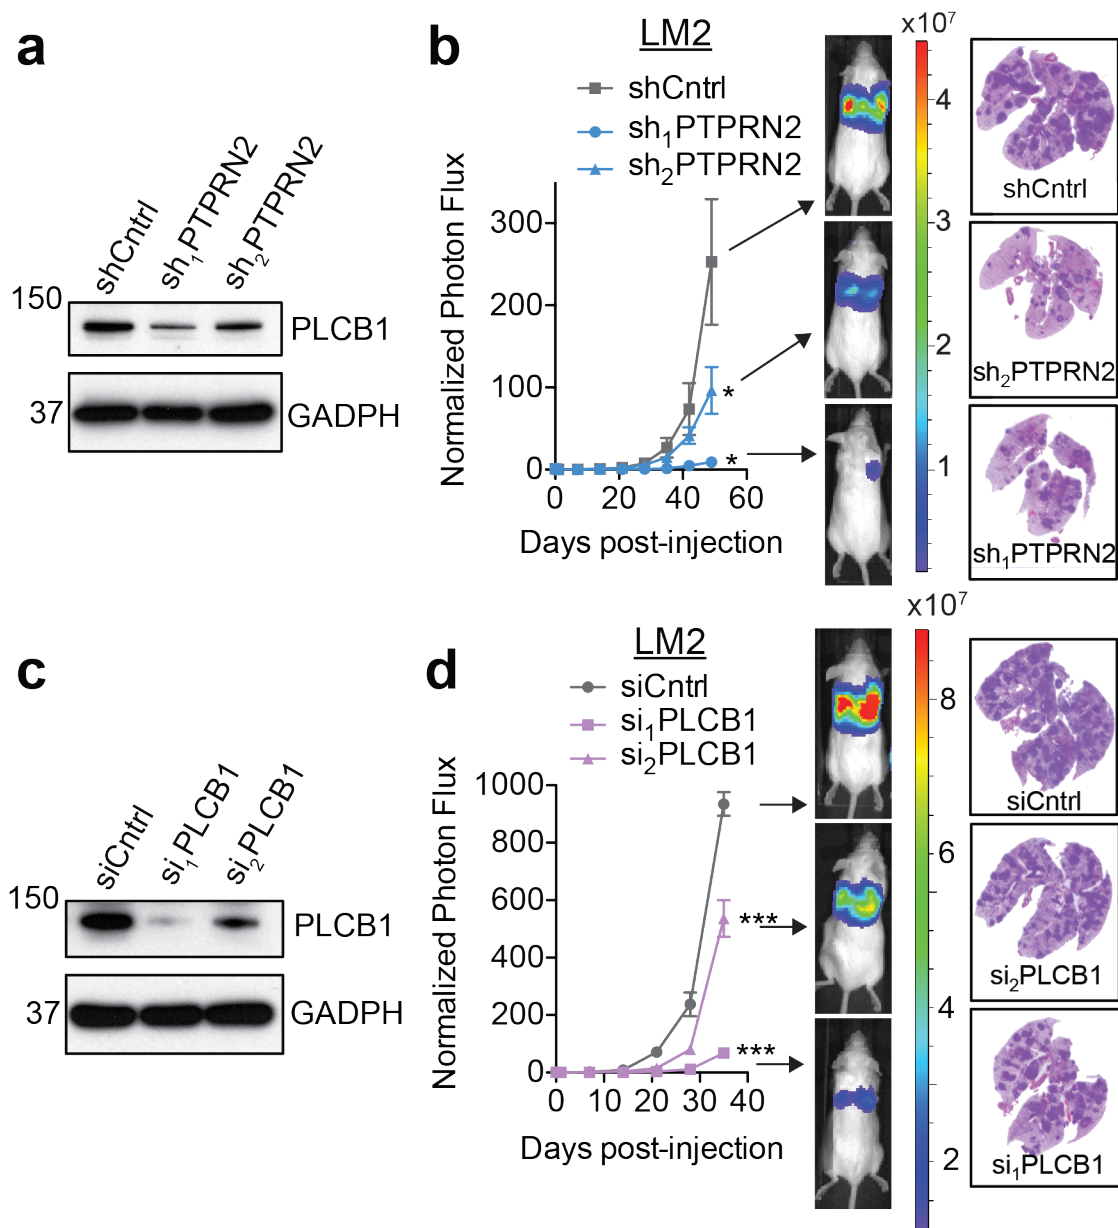 a
shCntrl
sh1PTPRN2
sh2PTPRN2
150
PLCB1
37
GADPH
b
LM2
shCntrl
sh1PTPRN2
sh2PTPRN2
Normalized Photon Flux
300
200
100
0
0 20 40 60
Days post-injection
*
*
x10^7
4
3
2
1
shCntrl
sh2PTPRN2
sh1PTPRN2
c
siCntrl
si1PLCB1
si2PLCB1
150
PLCB1
37
GADPH
d
LM2
siCntrl
si1PLCB1
si2PLCB1
Normalized Photon Flux
1000
800
600
400
200
0
0 10 20 30 40
Days post-injection
***
***
x10^7
8
6
4
2
siCntrl
si2PLCB1
si1PLCB1